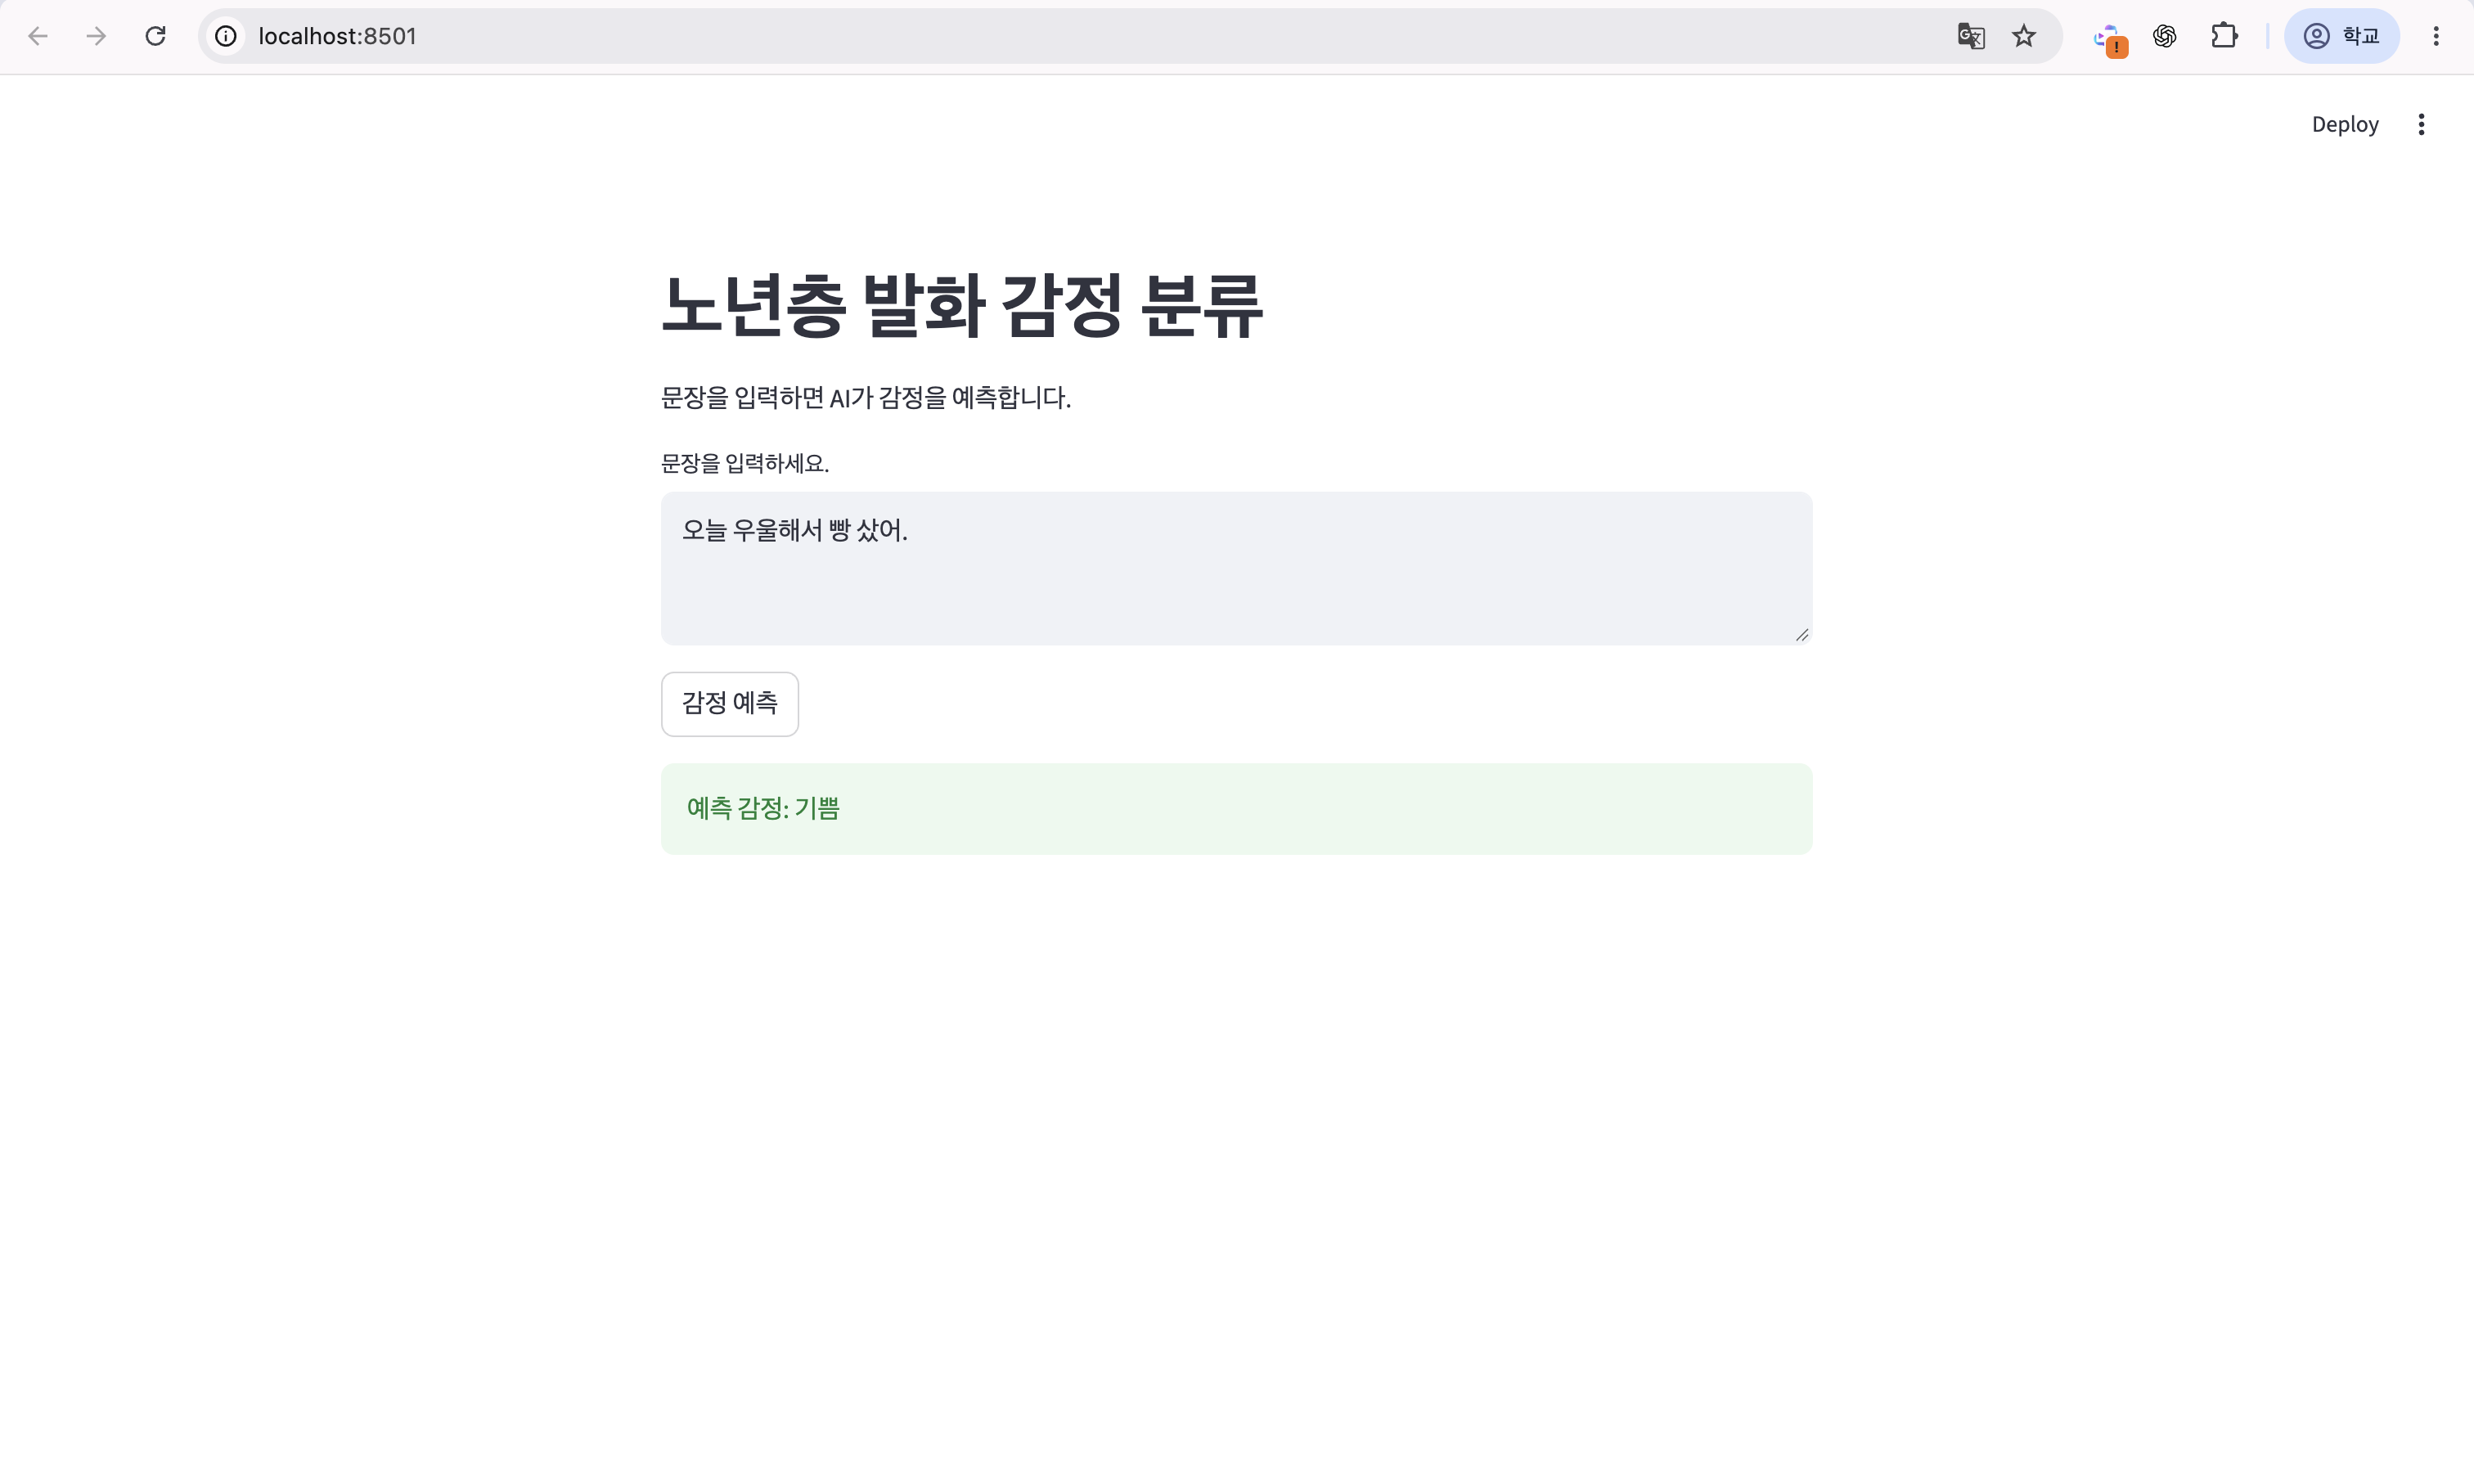 localhost:8501
학교
Deploy
노년층 발화 감정 분류
문장을 입력하면 AI가 감정을 예측합니다.
문장을 입력하세요.
오늘 우울해서 빵 샀어.
감정 예측
예측 감정: 기쁨